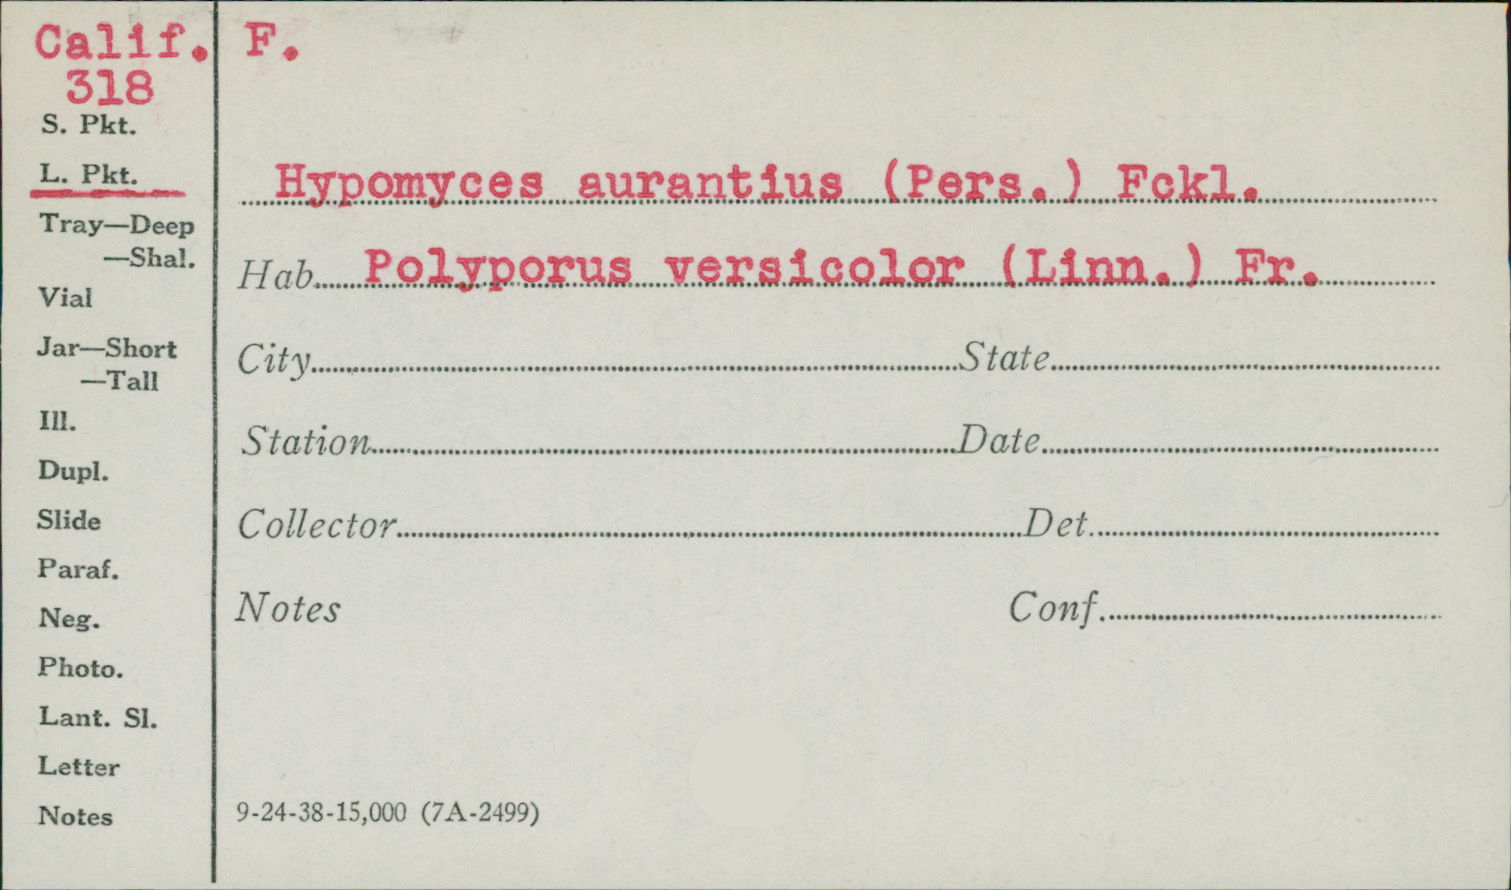 Calif. F.
318
S. Pkt.
L. Pkt.
Hypomyces aurantius (Pers.) Fckl.
Tray—Deep
—Shal.
Hab. Polyporus versicolor (Linn.) Fr.
Vial
Jar—Short
—Tall
City State
Ill.
Station Date
Dupl.
Slide
Collector Det.
Paraf.
Neg.
Notes Conf.
Photo.
Lant. Sl.
Letter
Notes
9-24-38-15,000 (7A-2499)